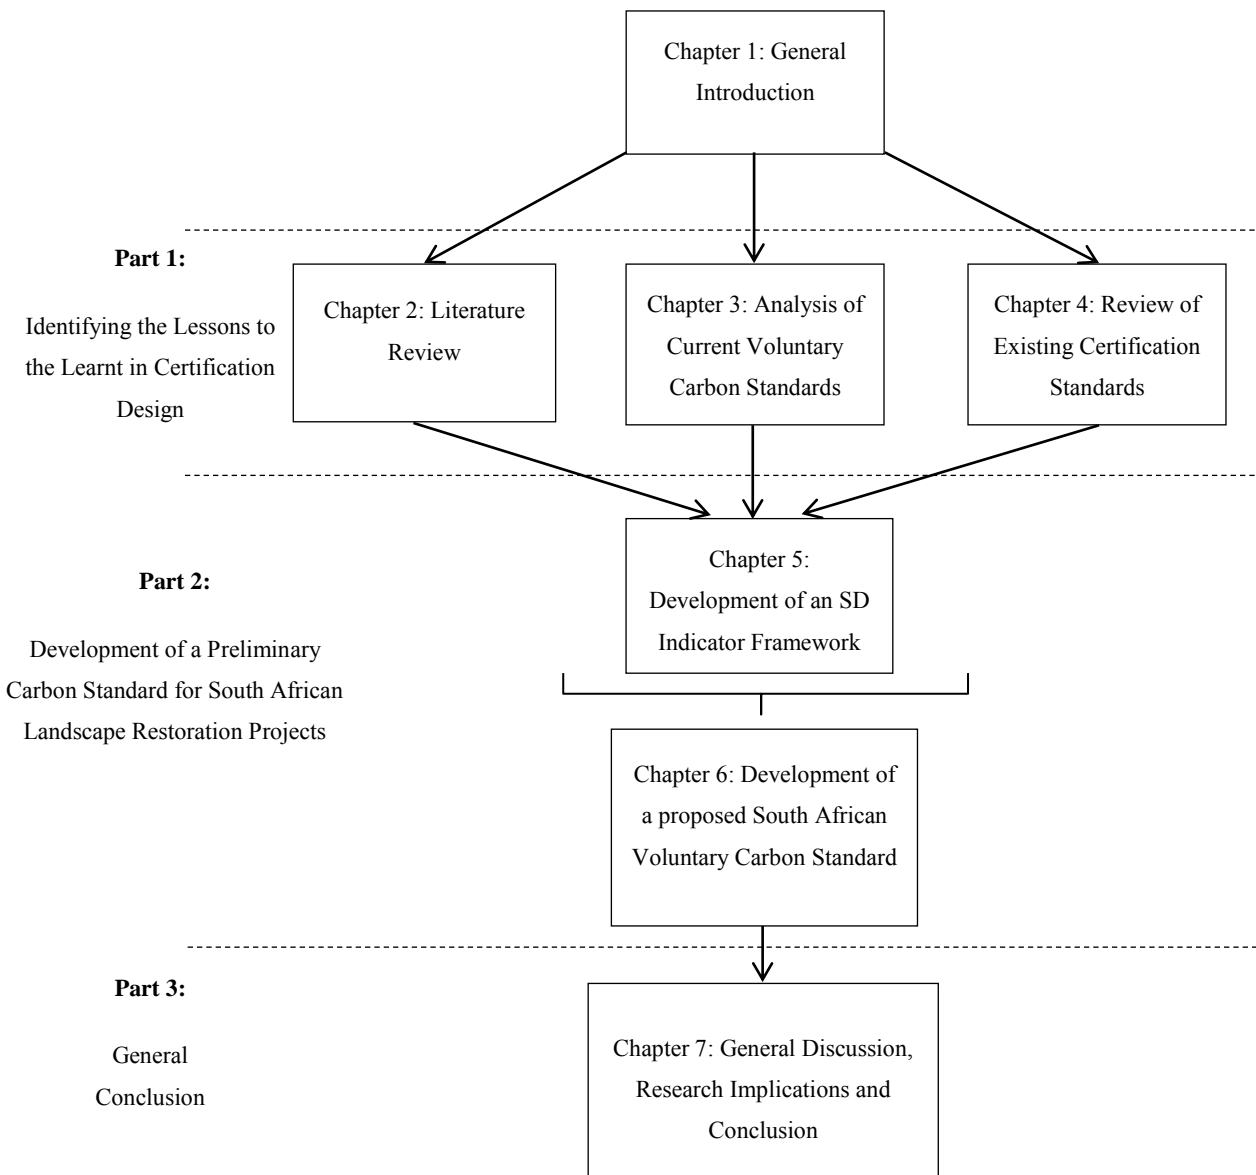 Chapter 1: General
Introduction
Part 1:
Identifying the Lessons to
the Learnt in Certification
Design
Chapter 2: Literature
Review
Chapter 3: Analysis of
Current Voluntary
Carbon Standards
Chapter 4: Review of
Existing Certification
Standards
Part 2:
Development of a Preliminary
Carbon Standard for South African
Landscape Restoration Projects
Chapter 5:
Development of an SD
Indicator Framework
Chapter 6: Development of
a proposed South African
Voluntary Carbon Standard
Part 3:
General
Conclusion
Chapter 7: General Discussion,
Research Implications and
Conclusion